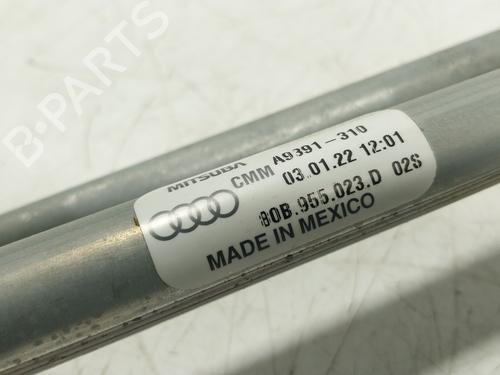 B-PARTS
MITSUBA
CMM A9391-310
03.01.22 12:01
80B.955.023.D 02S
MADE IN MEXICO